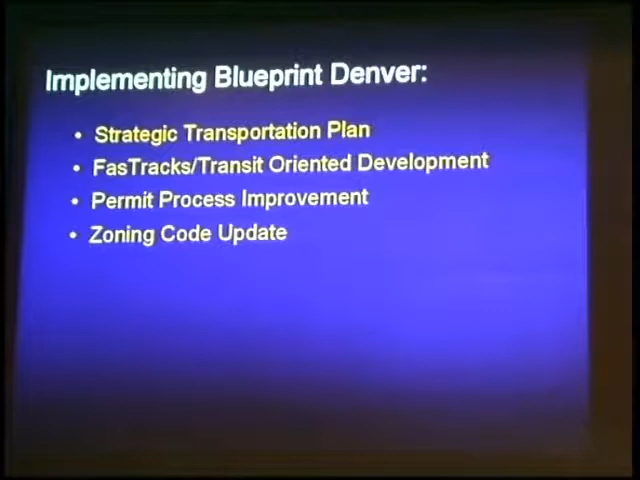 Implementing Blueprint Denver:
• Strategic Transportation Plan
• FasTracks/Transit Oriented Development
• Permit Process Improvement
• Zoning Code Update